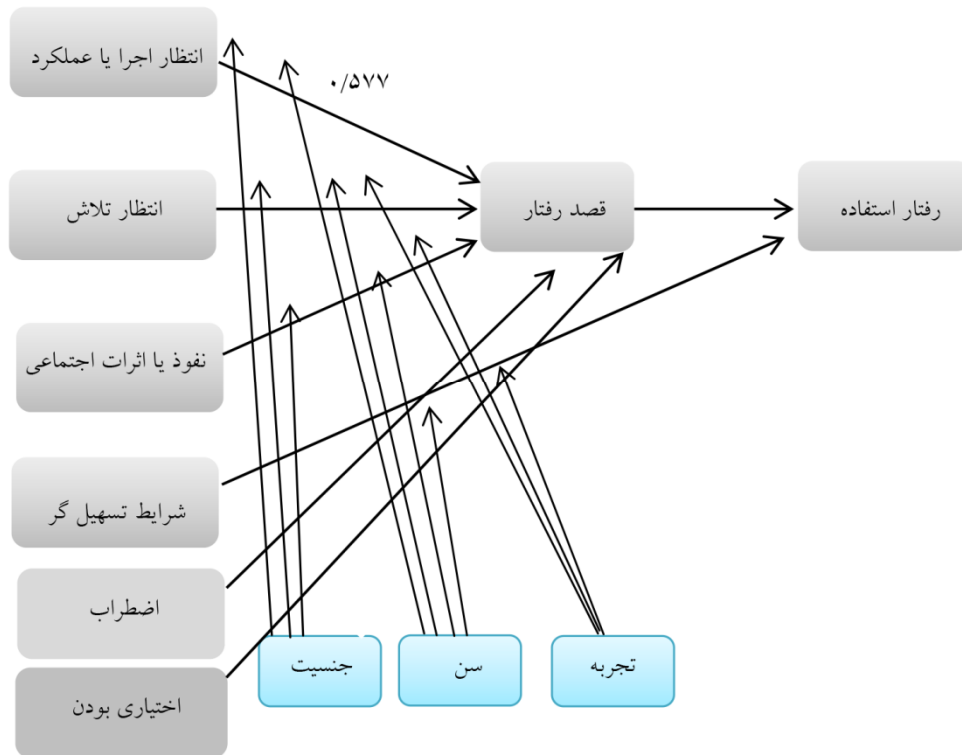 انتظار اجرا یا عملکرد
۰/۵۷۷
انتظار تلاش
قصد رفتار
رفتار استفاده
نفوذ یا اثرات اجتماعی
شرایط تسهیل گر
اضطراب
اختیاری بودن
جنسیت
سن
تجربه